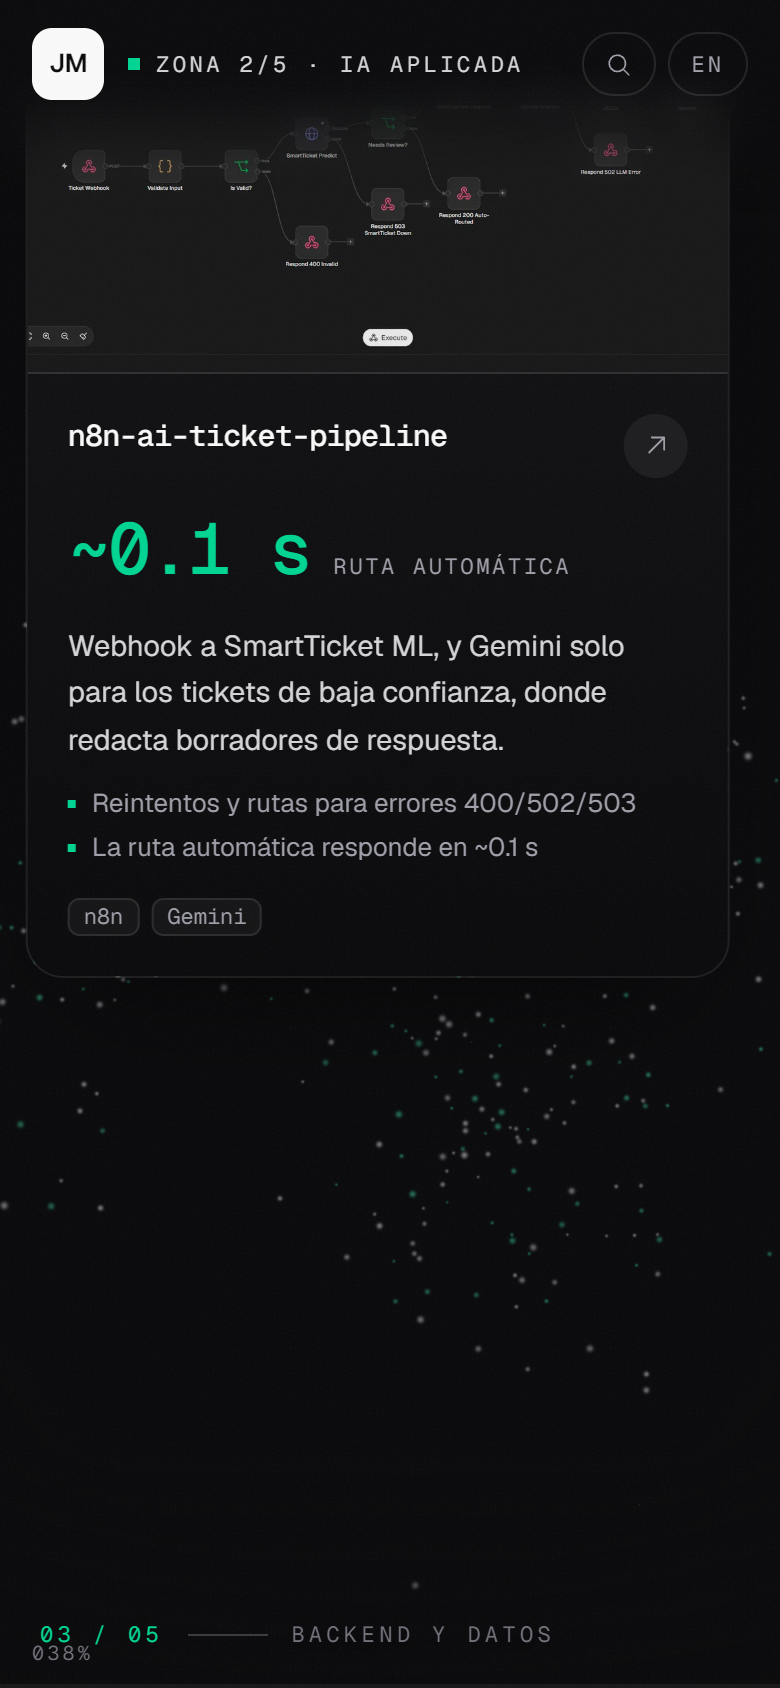 JM
ZONA 2/5 · IA APLICADA
EN
SmartTicket Predict
Needs Review?
Respond 502 LLM Error
Ticket Webhook
Validate Input
Is Valid?
Respond 503
SmartTicket Down
Respond 200 Auto-
Routed
Respond 400 Invalid
Execute
n8n-ai-ticket-pipeline
~0.1 s RUTA AUTOMÁTICA
Webhook a SmartTicket ML, y Gemini solo
para los tickets de baja confianza, donde
redacta borradores de respuesta.
Reintentos y rutas para errores 400/502/503
La ruta automática responde en ~0.1 s
n8n
Gemini
03 / 05 BACKEND Y DATOS
038%